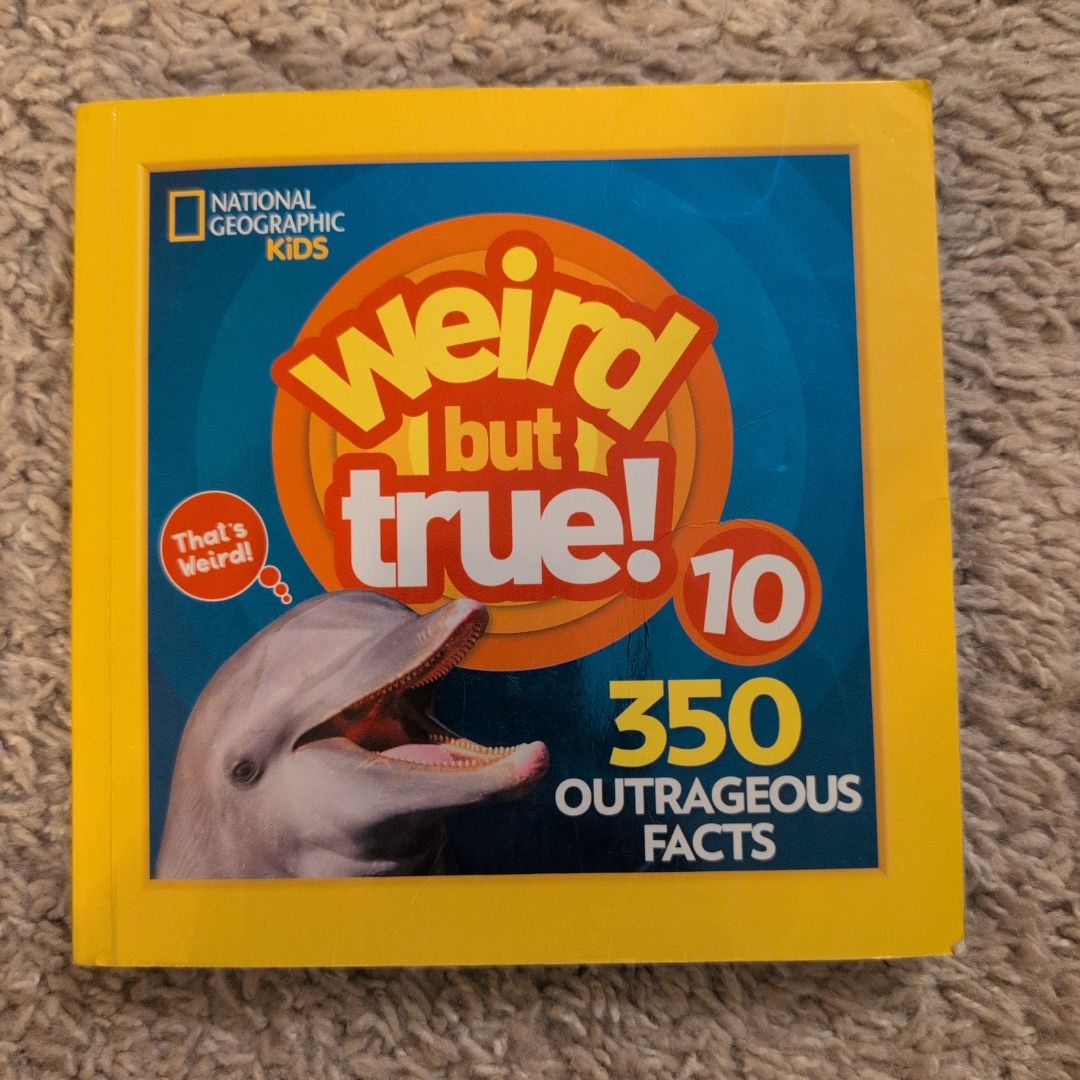 NATIONAL
GEOGRAPHIC
KiDS
weird
but
true!
10
That's
Weird!
350
OUTRAGEOUS
FACTS